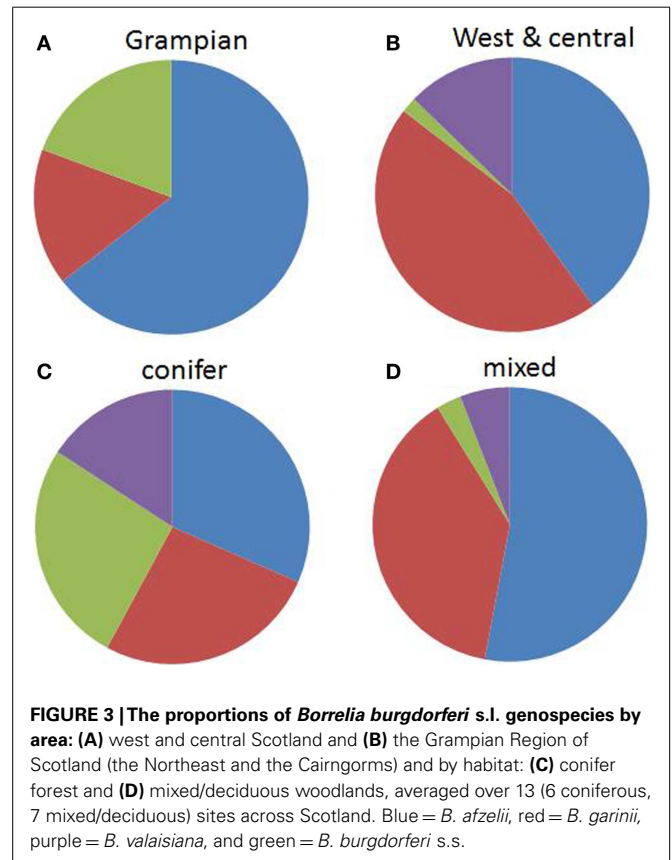 A Grampian
B West & central
C conifer
D mixed
FIGURE 3 | The proportions of Borrelia burgdorferi s.l. genospecies by
area: (A) west and central Scotland and (B) the Grampian Region of
Scotland (the Northeast and the Cairngorms) and by habitat: (C) conifer
forest and (D) mixed/deciduous woodlands, averaged over 13 (6 coniferous,
7 mixed/deciduous) sites across Scotland. Blue = B. afzelii, red = B. garinii,
purple = B. valaisiana, and green = B. burgdorferi s.s.